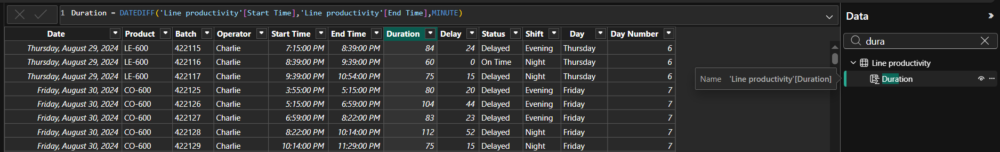 1 Duration = DATEDIFF('Line productivity'[Start Time],'Line productivity'[End Time],MINUTE)
Data
dura
Date Product Batch Operator Start Time End Time Duration Delay Status Shift Day Day Number
Thursday, August 29, 2024 LE-600 422115 Charlie 7:15:00 PM 8:39:00 PM 84 24 Delayed Evening Thursday 6
Thursday, August 29, 2024 LE-600 422116 Charlie 8:39:00 PM 9:39:00 PM 60 0 On Time Night Thursday 6
Thursday, August 29, 2024 LE-600 422117 Charlie 9:39:00 PM 10:54:00 PM 75 15 Delayed Night Thursday 6
Friday, August 30, 2024 CO-600 422125 Charlie 3:55:00 PM 5:15:00 PM 80 20 Delayed Evening Friday 7
Friday, August 30, 2024 CO-600 422126 Charlie 5:15:00 PM 6:59:00 PM 104 44 Delayed Evening Friday 7
Friday, August 30, 2024 CO-600 422127 Charlie 6:59:00 PM 8:22:00 PM 83 23 Delayed Evening Friday 7
Friday, August 30, 2024 CO-600 422128 Charlie 8:22:00 PM 10:14:00 PM 112 52 Delayed Night Friday 7
Friday, August 30, 2024 CO-600 422129 Charlie 10:14:00 PM 11:29:00 PM 75 15 Delayed Night Friday 7
Line productivity
Name 'Line productivity'[Duration]
Duration